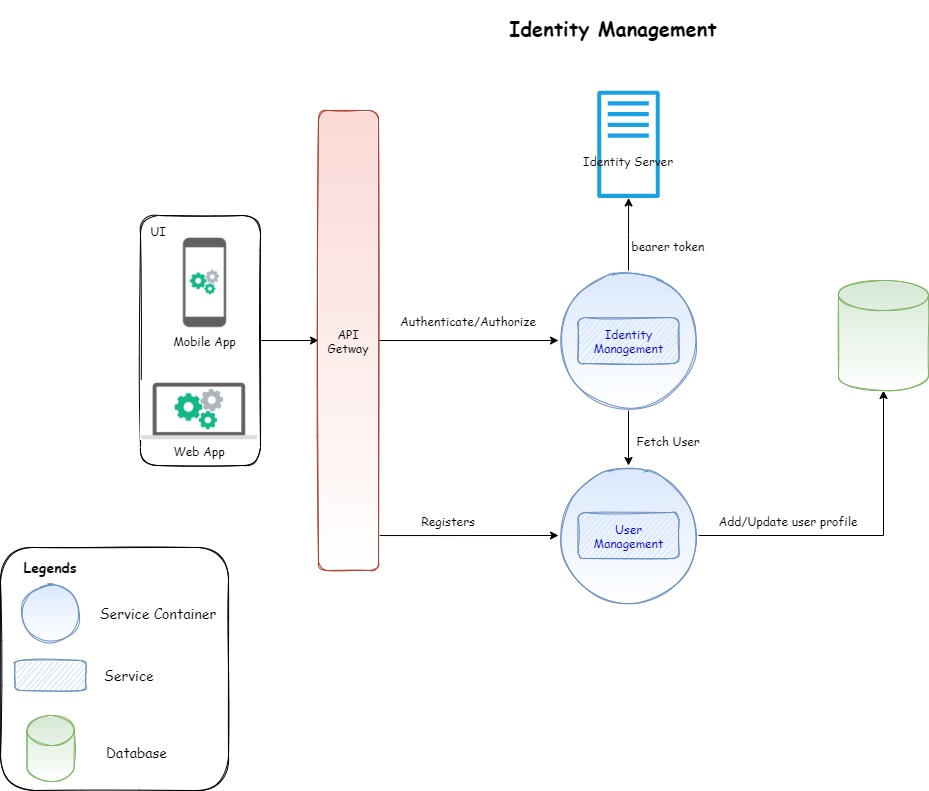 Identity Management
Identity Server
bearer token
UI
Mobile App
Web App
API
Getway
Authenticate/Authorize
Identity
Management
Fetch User
Registers
User
Management
Add/Update user profile
Legends
Service Container
Service
Database